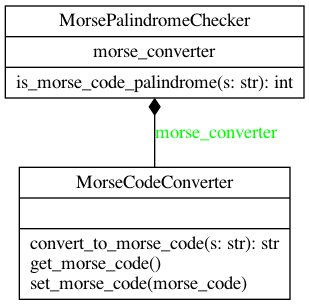 MorsePalindromeChecker
morse_converter
is_morse_code_palindrome(s: str): int
morse_converter
MorseCodeConverter
convert_to_morse_code(s: str): str
get_morse_code()
set_morse_code(morse_code)